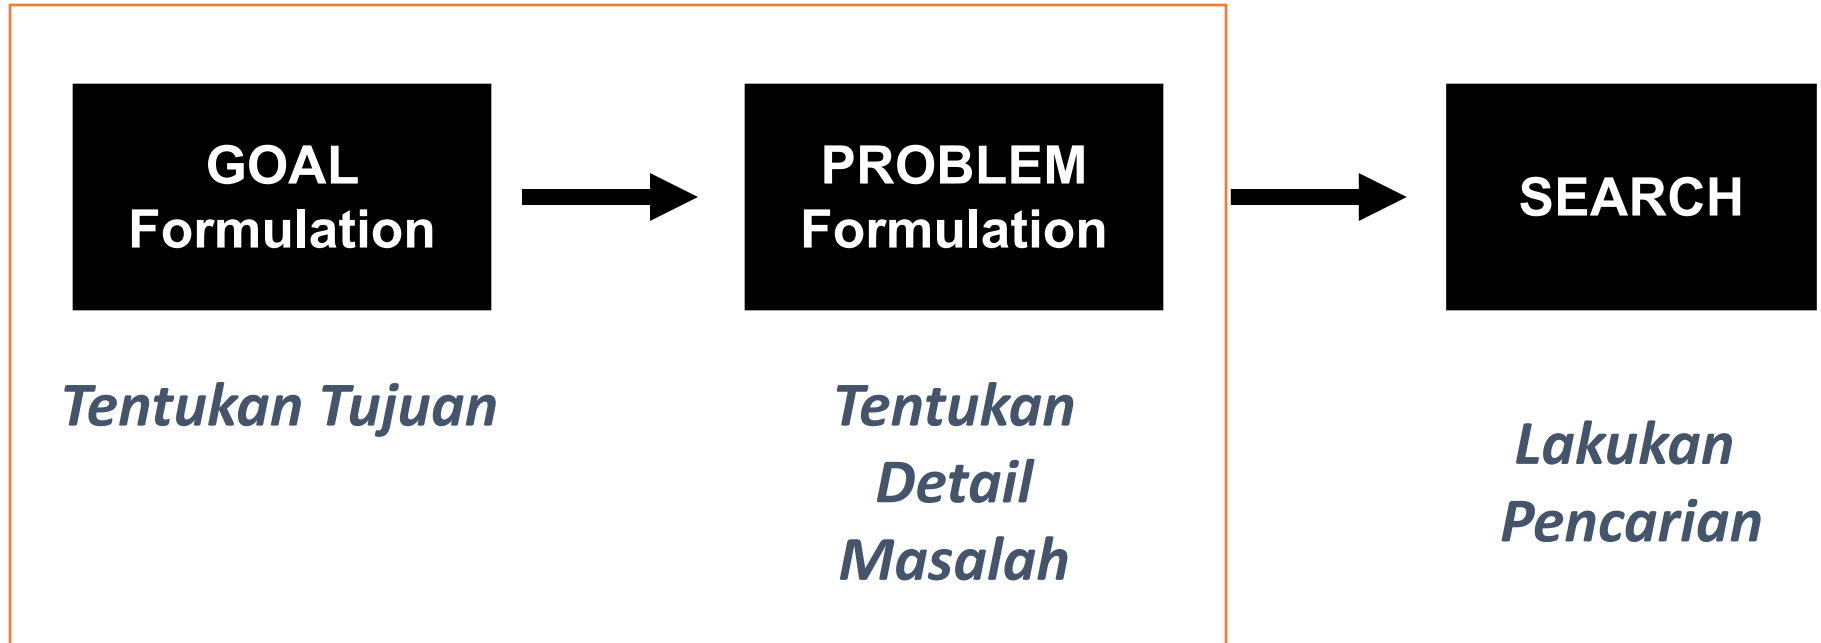 GOAL
Formulation
PROBLEM
Formulation
SEARCH
Tentukan Tujuan
Tentukan
Detail
Masalah
Lakukan
Pencarian